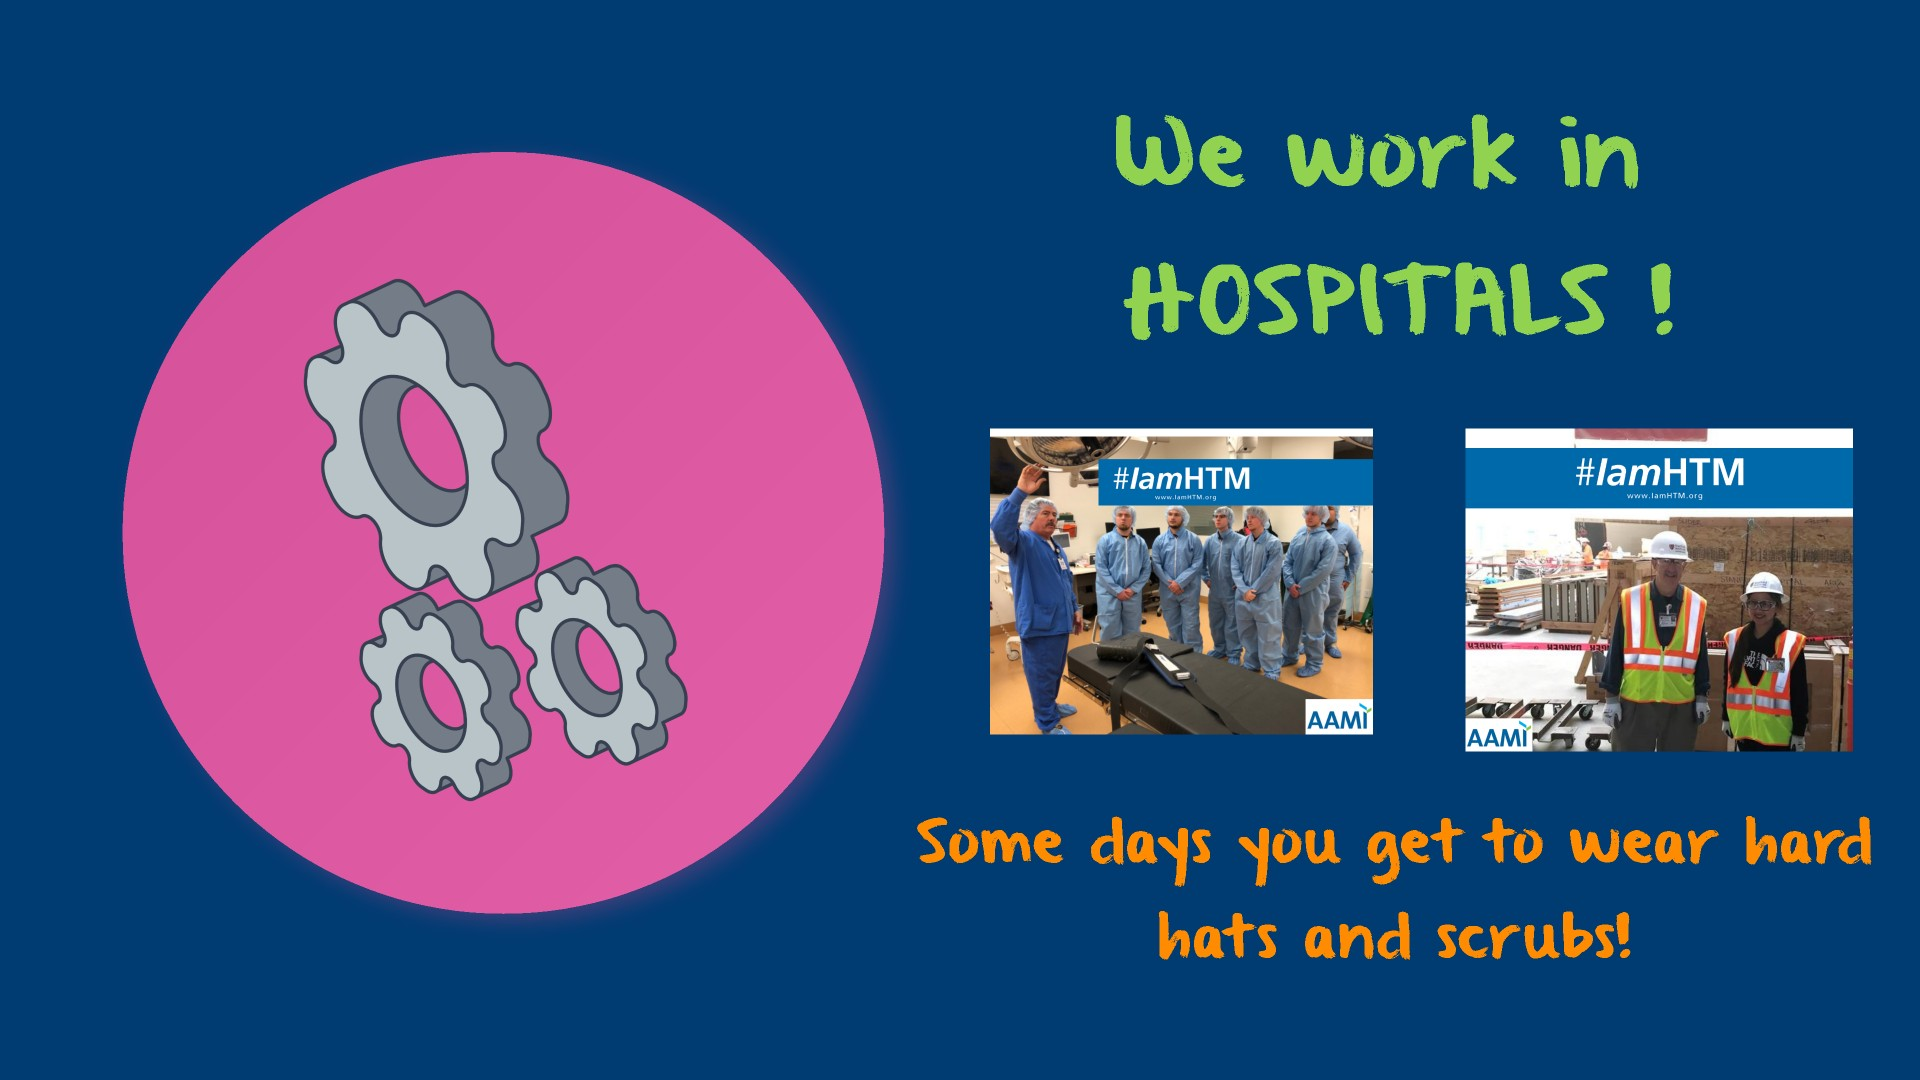 We work in
HOSPITALS !
#IamHTM
www.IamHTM.org
AAMI
#IamHTM
www.IamHTM.org
DANGER
AAMI
Some days you get to wear hard
hats and scrubs!